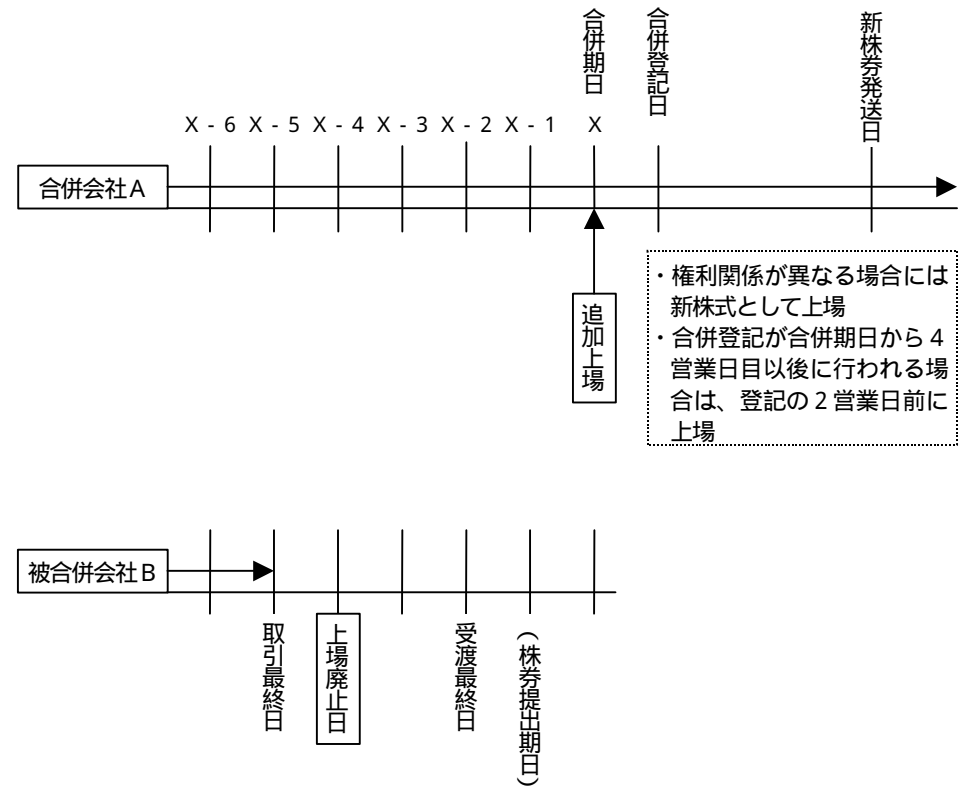 合併期日
合併登記日
新株券発送日
X - 6 X - 5 X - 4 X - 3 X - 2 X - 1 X
合併会社A
追加上場
・権利関係が異なる場合には
新株式として上場
・合併登記が合併期日から4
営業日目以後に行われる場
合は、登記の2営業日前に
上場
被合併会社B
取引最終日
上場廃止日
受渡最終日
(株券提出期日)